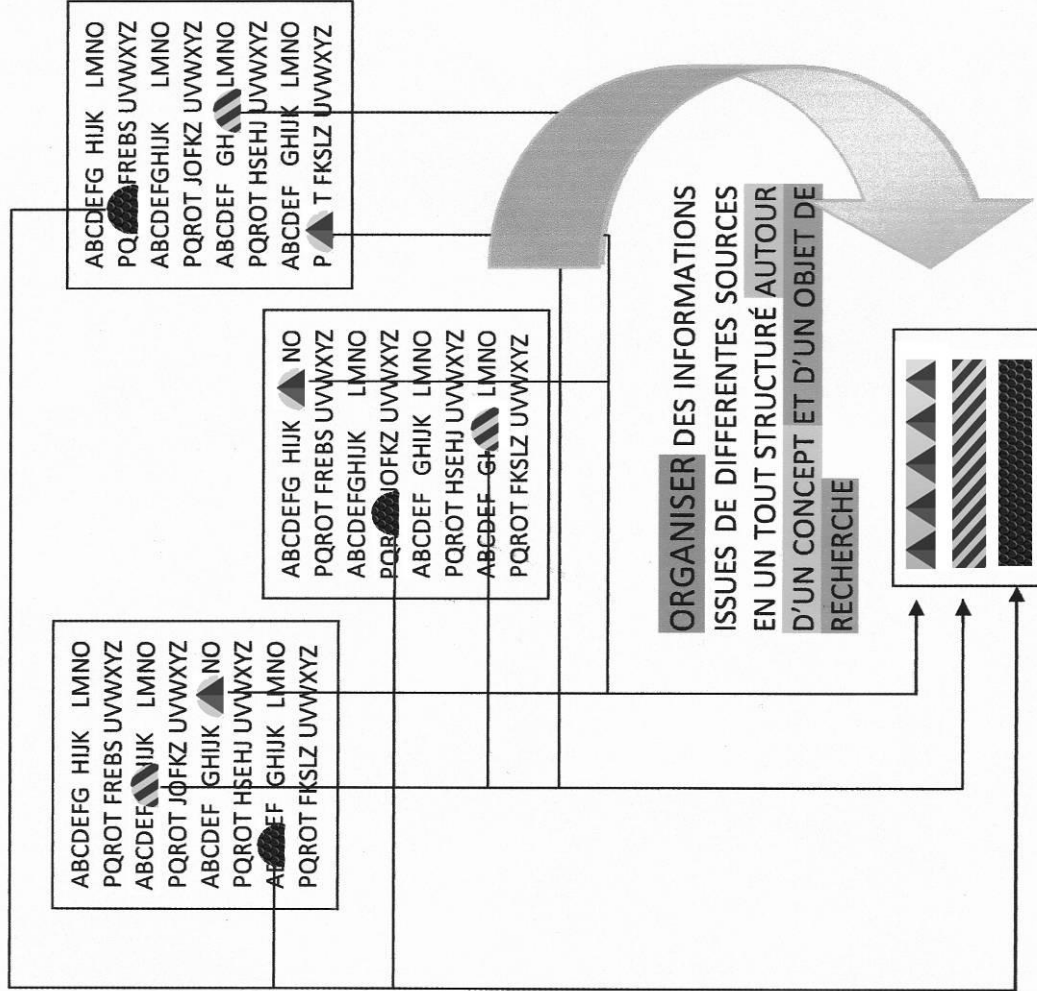 ABCDEFG HIJK LMNO
PQROT FREBS UVWXYZ
ABCDEF HIJK LMNO
PQROT JOFKZ UVWXYZ
ABCDEF GHIJK NO
PQROT HSEHJ UVWXYZ
A EF GHIJK LMNO
PQROT FKSLZ UVWXYZ
ABCDEFG HIJK NO
PQROT FREBS UVWXYZ
ABCDEFGHIJK LMNO
PQR JOFKZ UVWXYZ
ABCDEF GHIJK LMNO
PQROT HSEHJ UVWXYZ
ABCDEF GH LMNO
PQROT FKSLZ UVWXYZ
ABCDEFG HIJK LMNO
PQ FREBS UVWXYZ
ABCDEFGHIJK LMNO
PQROT JOFKZ UVWXYZ
ABCDEF GH LMNO
PQROT HSEHJ UVWXYZ
ABCDEF GHIJK LMNO
P T FKSLZ UVWXYZ
ORGANISER DES INFORMATIONS
ISSUES DE DIFFERENTES SOURCES
EN UN TOUT STRUCTURÉ AUTOUR
D'UN CONCEPT ET D'UN OBJET DE
RECHERCHE